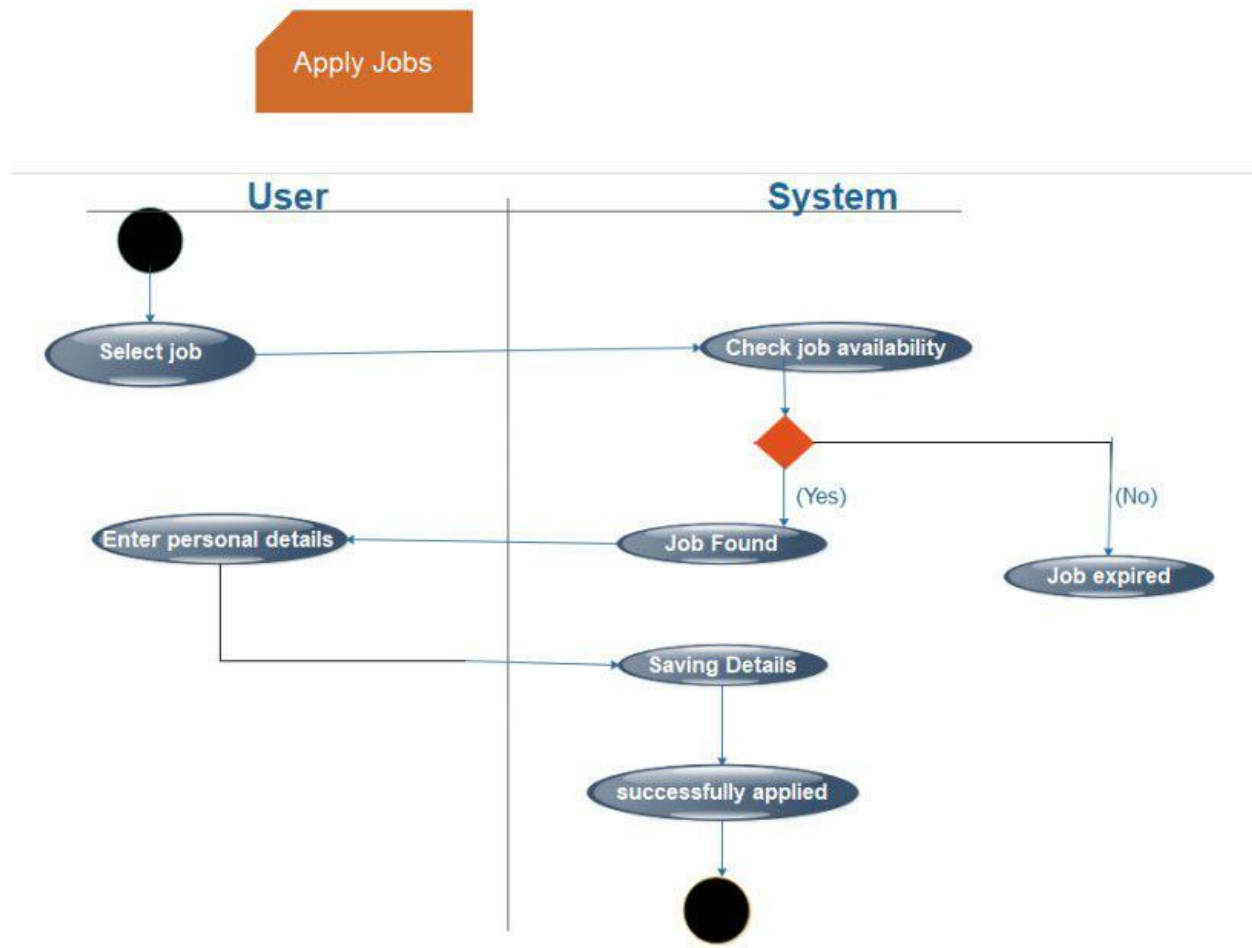 Apply Jobs
User
System
Select job
Check job availability
(Yes)
(No)
Enter personal details
Job Found
Job expired
Saving Details
successfully applied